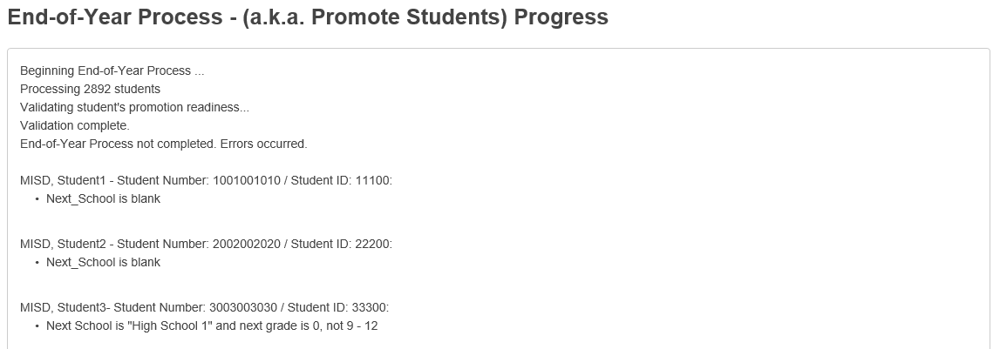 End-of-Year Process - (a.k.a. Promote Students) Progress
Beginning End-of-Year Process ...
Processing 2892 students
Validating student's promotion readiness...
Validation complete.
End-of-Year Process not completed. Errors occurred.
MISD, Student1 - Student Number: 1001001010 / Student ID: 11100:
• Next_School is blank
MISD, Student2 - Student Number: 2002002020 / Student ID: 22200:
• Next_School is blank
MISD, Student3- Student Number: 3003003030 / Student ID: 33300:
• Next School is "High School 1" and next grade is 0, not 9 - 12